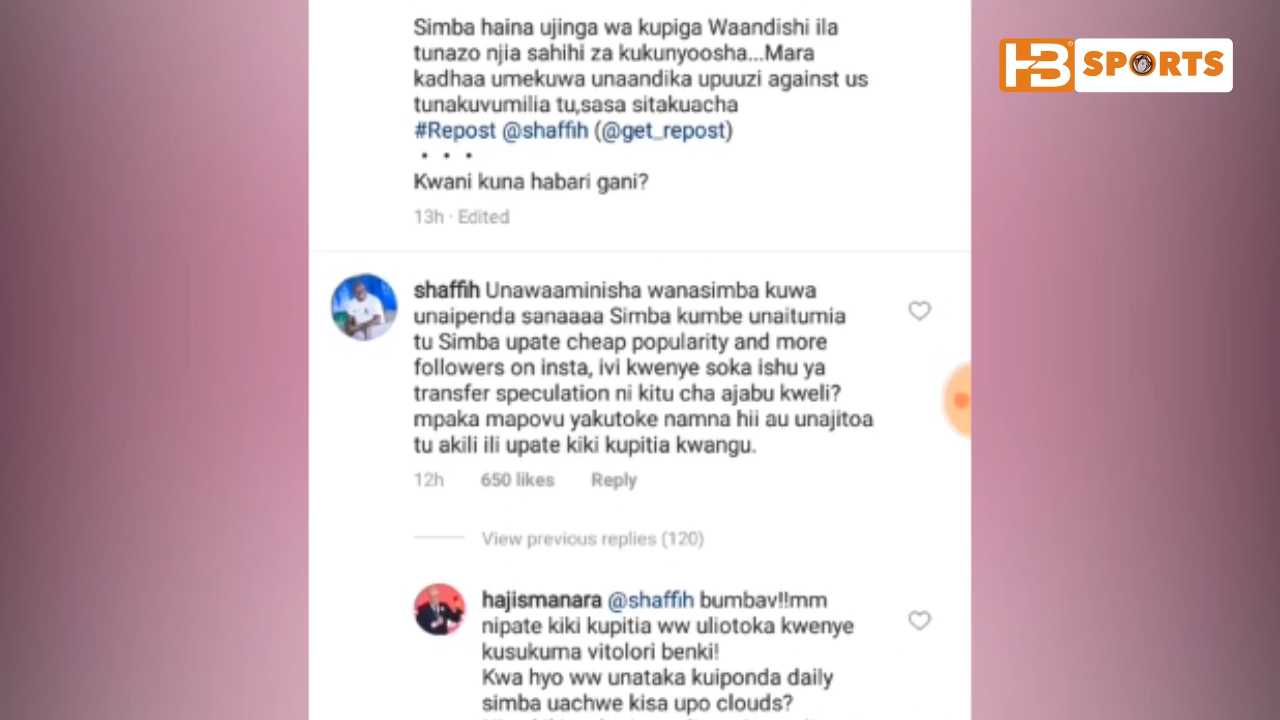 Simba haina ujinga wa kupiga Waandishi ila
tunazo njia sahihi za kukunyoosha...Mara
kadhaa umekuwa unaandika upuuzi against us
tunakuvumilia tu,sasa sitakuacha
#Repost @shaffih (@get_repost)
• • •
Kwani kuna habari gani?
13h · Edited
shaffih Unawaaminisha wanasimba kuwa
unaipenda sanaaaa Simba kumbe unaitumia
tu Simba upate cheap popularity and more
followers on insta, ivi kwenye soka ishu ya
transfer speculation ni kitu cha ajabu kweli?
mpaka mapovu yakutoke namna hii au unajitoa
tu akili ili upate kiki kupitia kwangu.
12h 650 likes Reply
View previous replies (120)
hajismanara @shaffih bumbav!!mm
nipate kiki kupitia ww uliotoka kwenye
kusukuma vitolori benki!
Kwa hyo ww unataka kuiponda daily
simba uachwe kisa upo clouds?
HB SPORTS